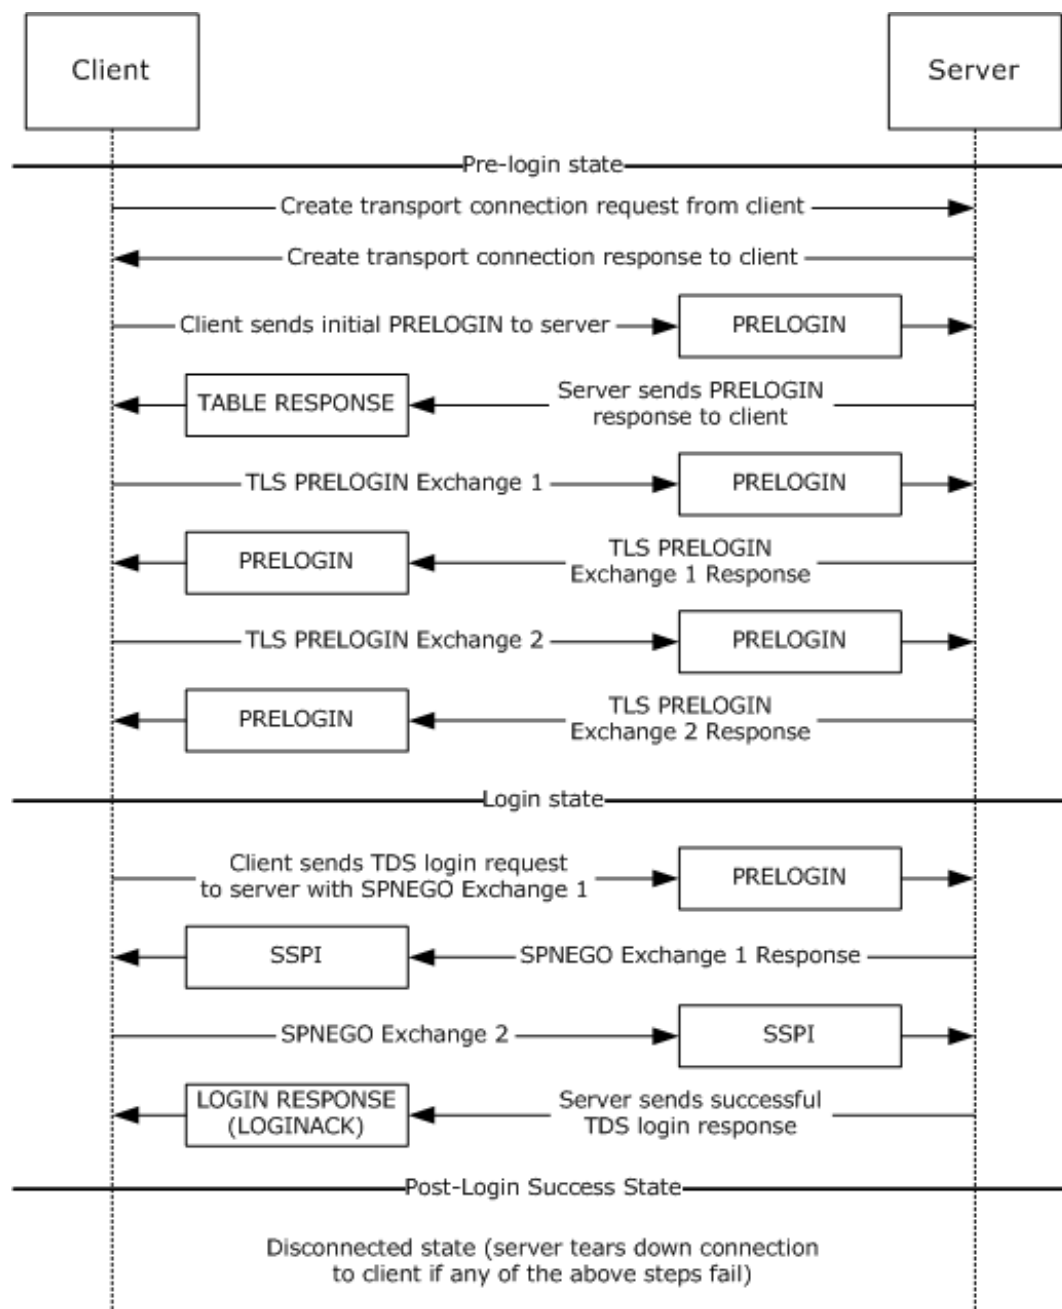 Client
Server
Pre-login state
Create transport connection request from client
Create transport connection response to client
Client sends initial PRELOGIN to server
PRELOGIN
TABLE RESPONSE
Server sends PRELOGIN
response to client
TLS PRELOGIN Exchange 1
PRELOGIN
PRELOGIN
TLS PRELOGIN
Exchange 1 Response
TLS PRELOGIN Exchange 2
PRELOGIN
PRELOGIN
TLS PRELOGIN
Exchange 2 Response
Login state
Client sends TDS login request
to server with SPNEGO Exchange 1
PRELOGIN
SSPI
SPNEGO Exchange 1 Response
SPNEGO Exchange 2
SSPI
LOGIN RESPONSE
(LOGINACK)
Server sends successful
TDS login response
Post-Login Success State
Disconnected state (server tears down connection
to client if any of the above steps fail)